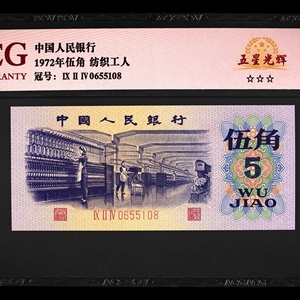 CG
中国人民银行
RANTY
1972年伍角 纺织工人
冠号：IX II IV 0655108
五星光辉
☆☆☆
中国人民银行
伍角
5
WU
JIAO
IX II IV 0655108